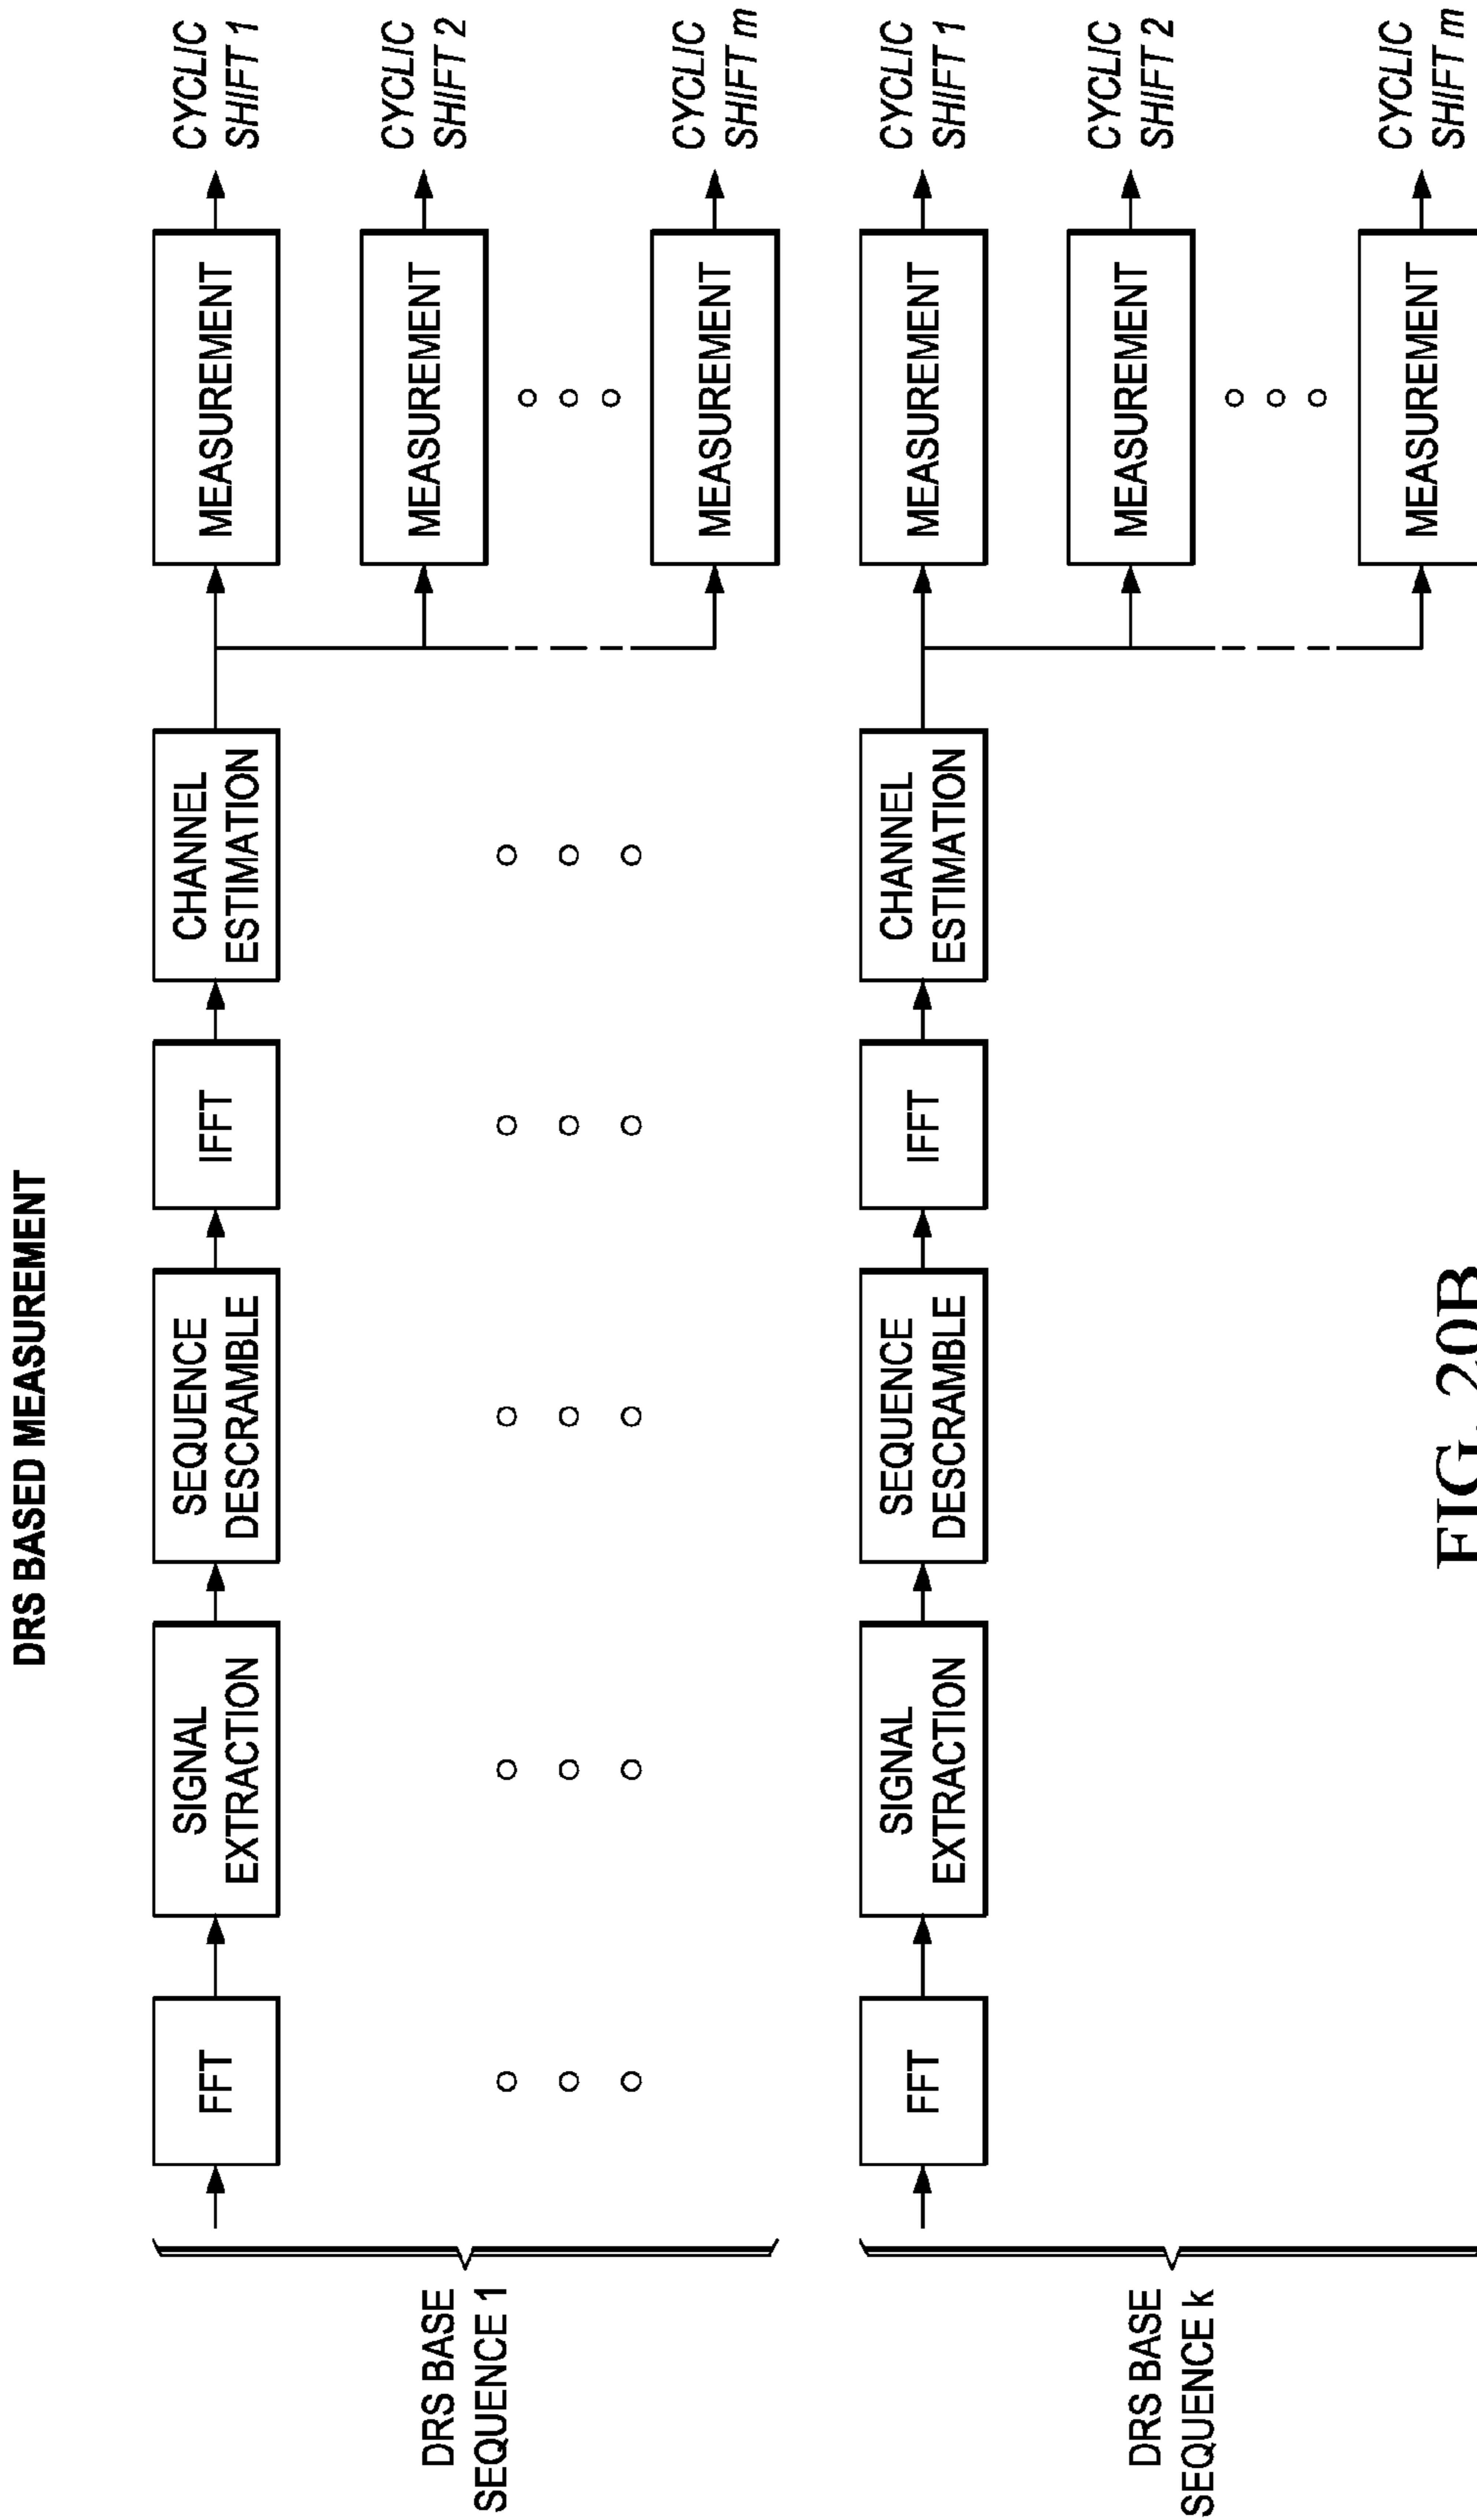 DRS BASED MEASUREMENT
DRS BASE
SEQUENCE 1
FFT
SIGNAL
EXTRACTION
SEQUENCE
DESCRAMBLE
IFFT
CHANNEL
ESTIMATION
MEASUREMENT
CYCLIC
SHIFT 1
MEASUREMENT
CYCLIC
SHIFT 2
MEASUREMENT
CYCLIC
SHIFT m
DRS BASE
SEQUENCE k
FFT
SIGNAL
EXTRACTION
SEQUENCE
DESCRAMBLE
IFFT
CHANNEL
ESTIMATION
MEASUREMENT
CYCLIC
SHIFT 1
MEASUREMENT
CYCLIC
SHIFT 2
MEASUREMENT
CYCLIC
SHIFT m
FIG. 20B